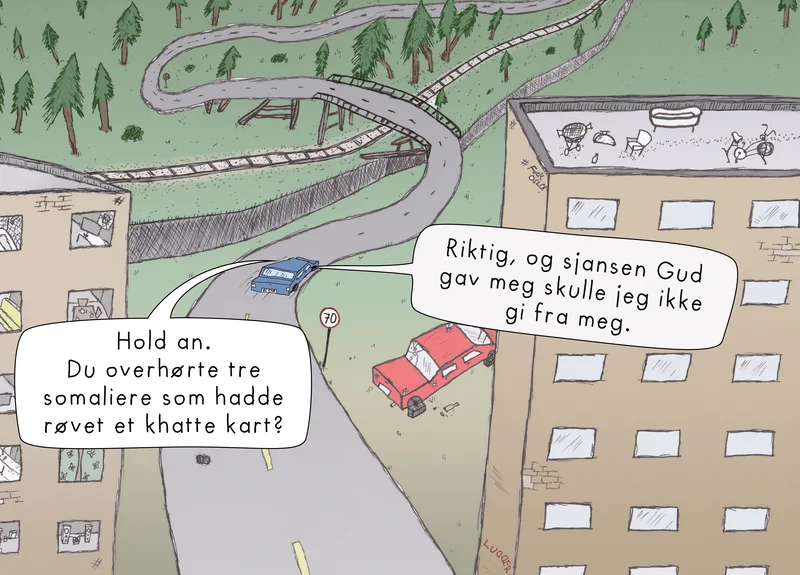 Riktig, og sjansen Gud
gav meg skulle jeg ikke
gi fra meg.
Hold an.
Du overhørte tre
somaliere som hadde
røvet et khatte kart?
70
LUGGER